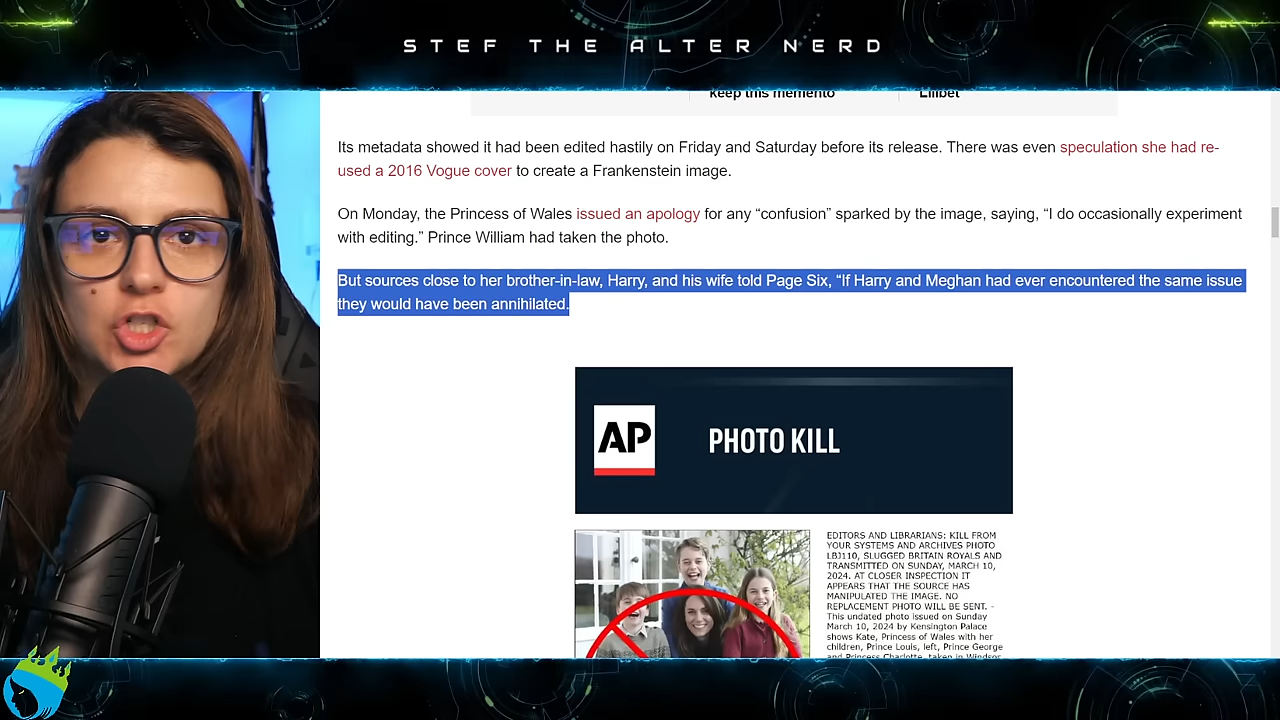 STEF THE ALTER NERD
keep this memento
Lilibet
Its metadata showed it had been edited hastily on Friday and Saturday before its release. There was even speculation she had re-
used a 2016 Vogue cover to create a Frankenstein image.
On Monday, the Princess of Wales issued an apology for any “confusion” sparked by the image, saying, “I do occasionally experiment
with editing.” Prince William had taken the photo.
But sources close to her brother-in-law, Harry, and his wife told Page Six, “If Harry and Meghan had ever encountered the same issue
they would have been annihilated.
AP
PHOTO KILL
EDITORS AND LIBRARIANS: KILL FROM
YOUR SYSTEMS AND ARCHIVES PHOTO
LBJ110, SLUGGED BRITAIN ROYALS AND
TRANSMITTED ON SUNDAY, MARCH 10,
2024. AT CLOSER INSPECTION IT
APPEARS THAT THE SOURCE HAS
MANIPULATED THE IMAGE. NO
REPLACEMENT PHOTO WILL BE SENT. -
This undated photo issued on Sunday
March 10, 2024 by Kensington Palace
shows Kate, Princess of Wales with her
children, Prince Louis, left, Prince George
and Princess Charlotte, taken in Windsor